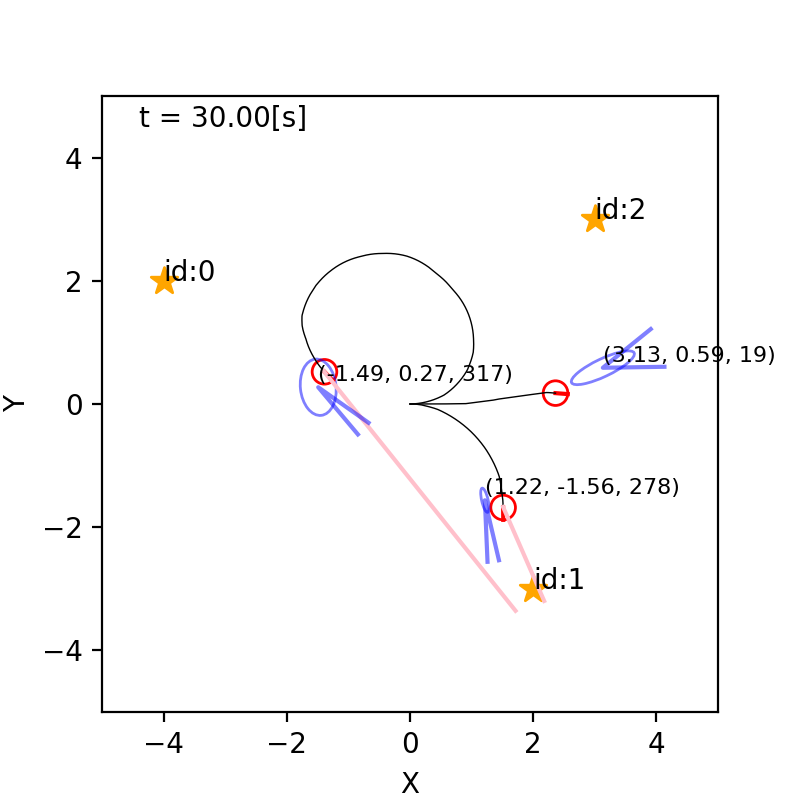 t = 30.00[s]
4
id:2
id:0
2
(3.13, 0.59, 19)
(-1.49, 0.27, 317)
0
Y
(1.22, -1.56, 278)
−2
id:1
−4
−4 −2 0 2 4
X